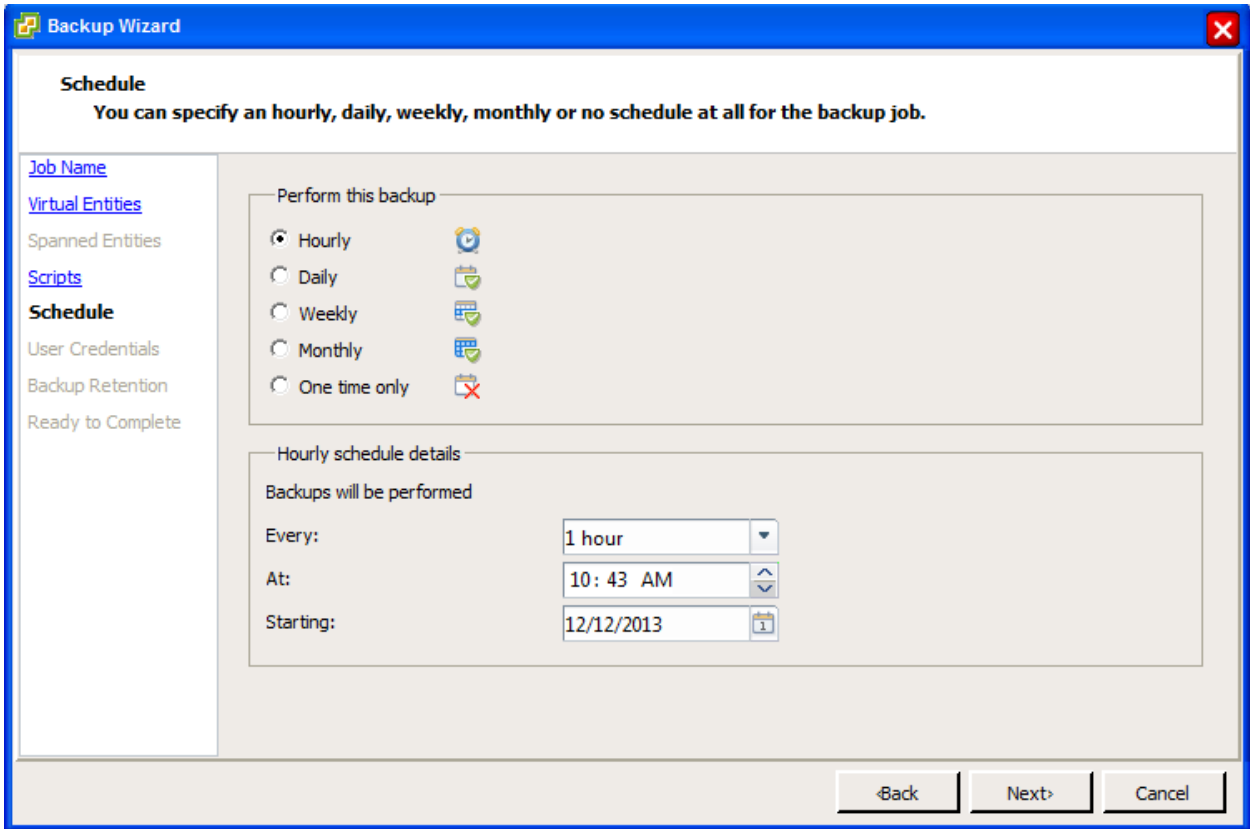 Backup Wizard
Schedule
You can specify an hourly, daily, weekly, monthly or no schedule at all for the backup job.
Job Name
Virtual Entities
Spanned Entities
Scripts
Schedule
User Credentials
Backup Retention
Ready to Complete
Perform this backup
Hourly
Daily
Weekly
Monthly
One time only
Hourly schedule details
Backups will be performed
Every: 1 hour
At: 10: 43 AM
Starting: 12/12/2013 1
‹Back Next› Cancel